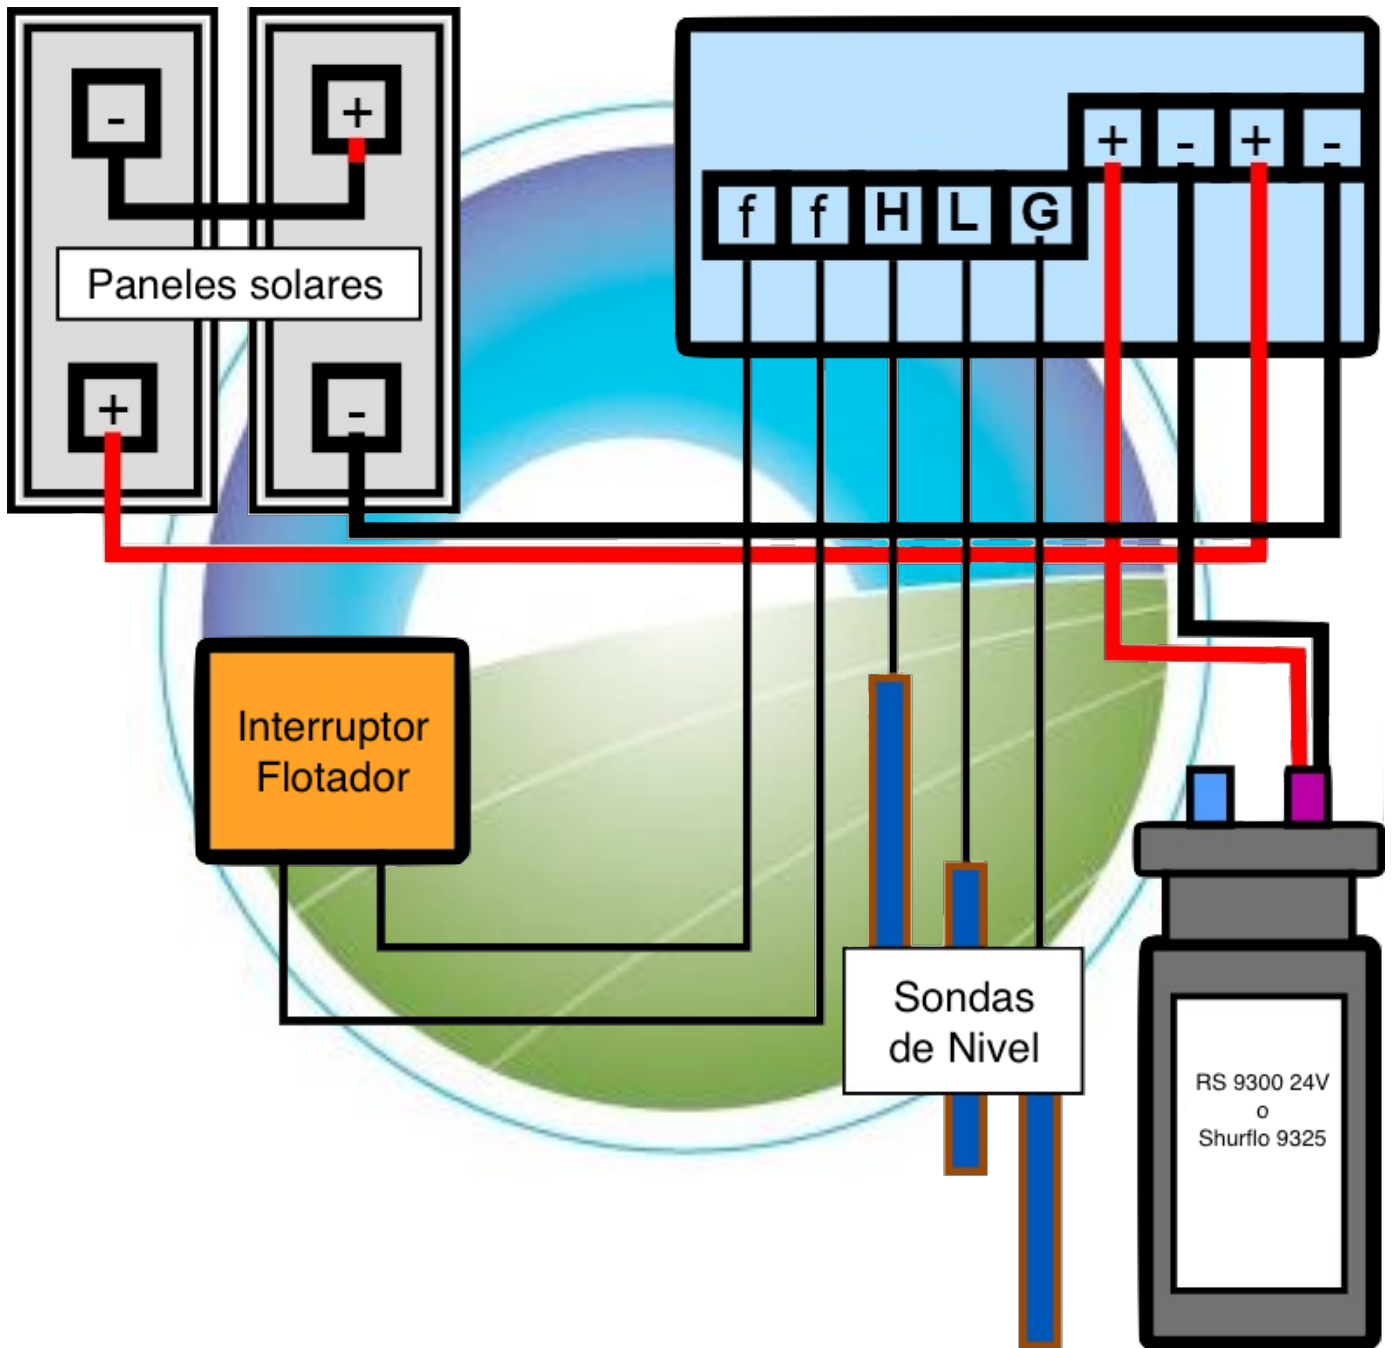 - +
+ - + -
f f H L G
Paneles solares
+ -
Interruptor
Flotador
Sondas
de Nivel
RS 9300 24V
o
Shurflo 9325